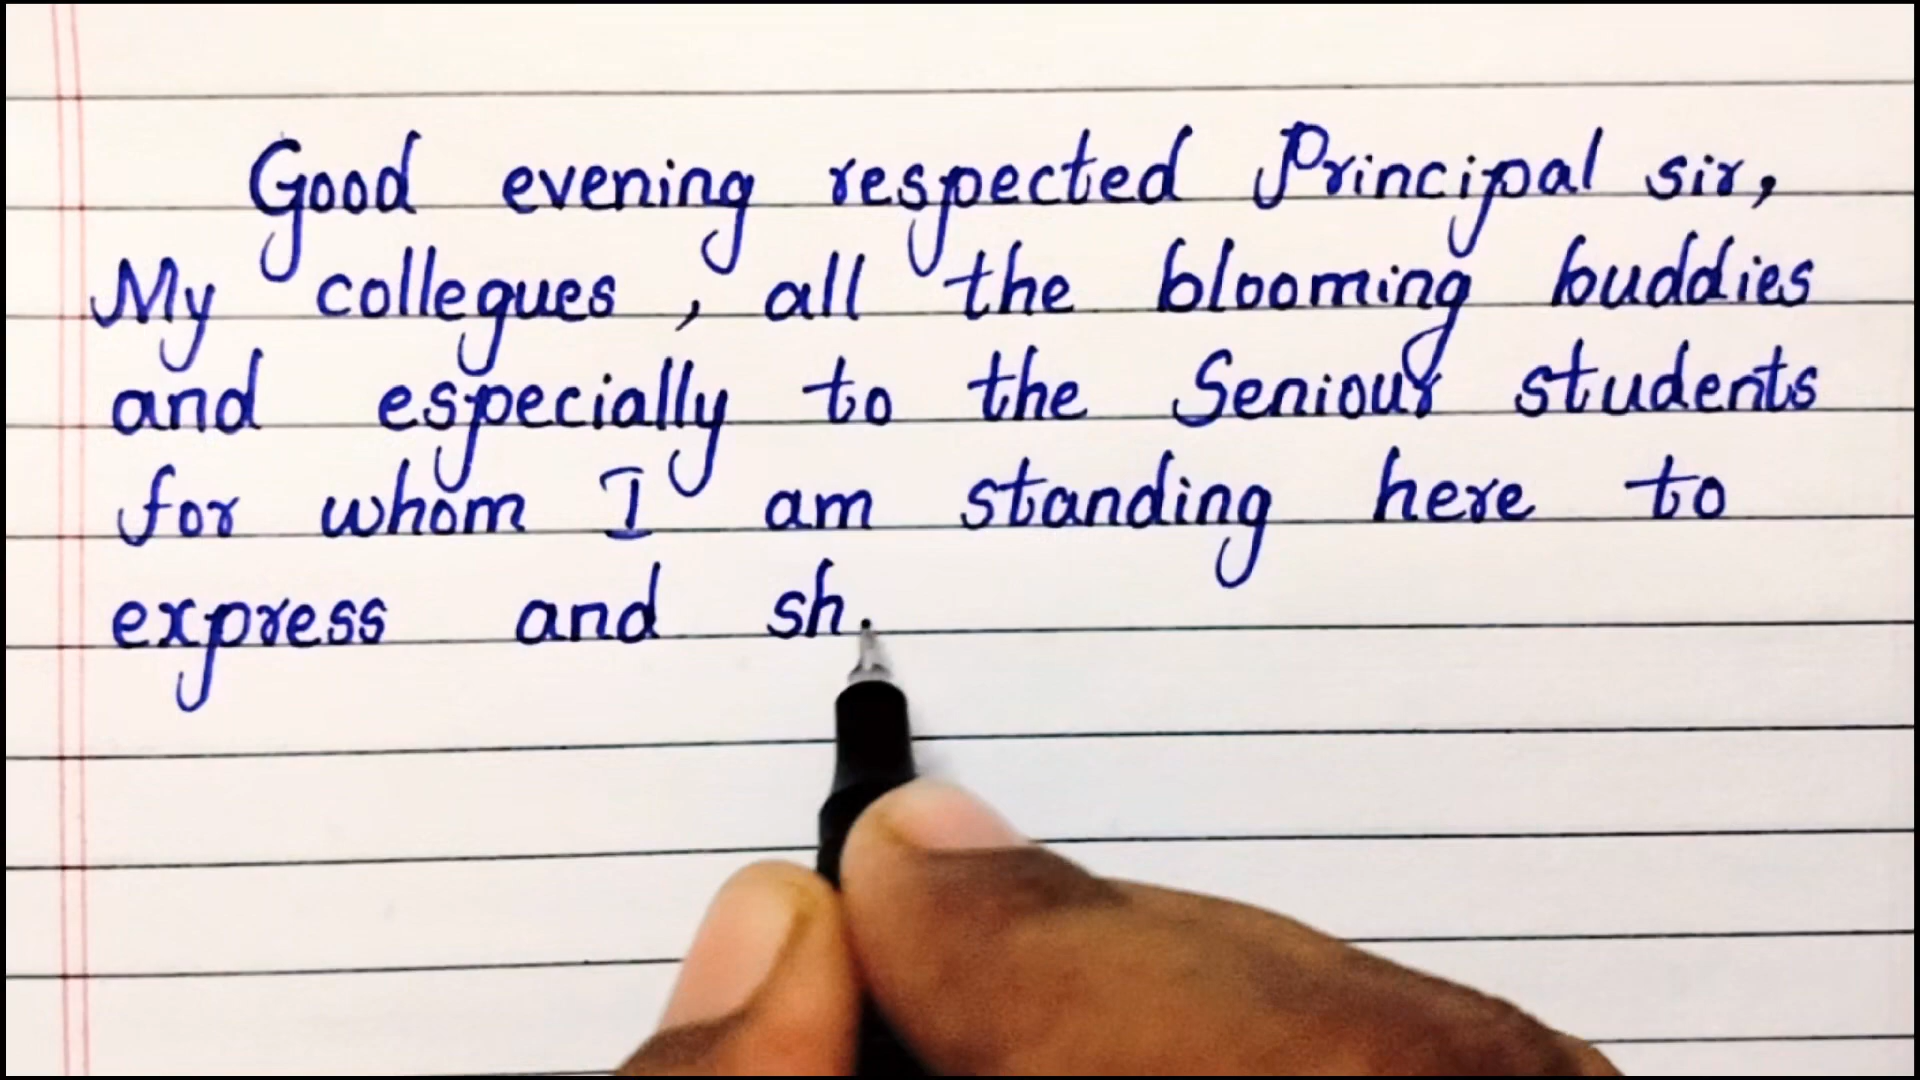 Good evening respected Principal sir,
My collegues , all the blooming buddies
and especially to the Seniour students
for whom I am standing here to
express and sh